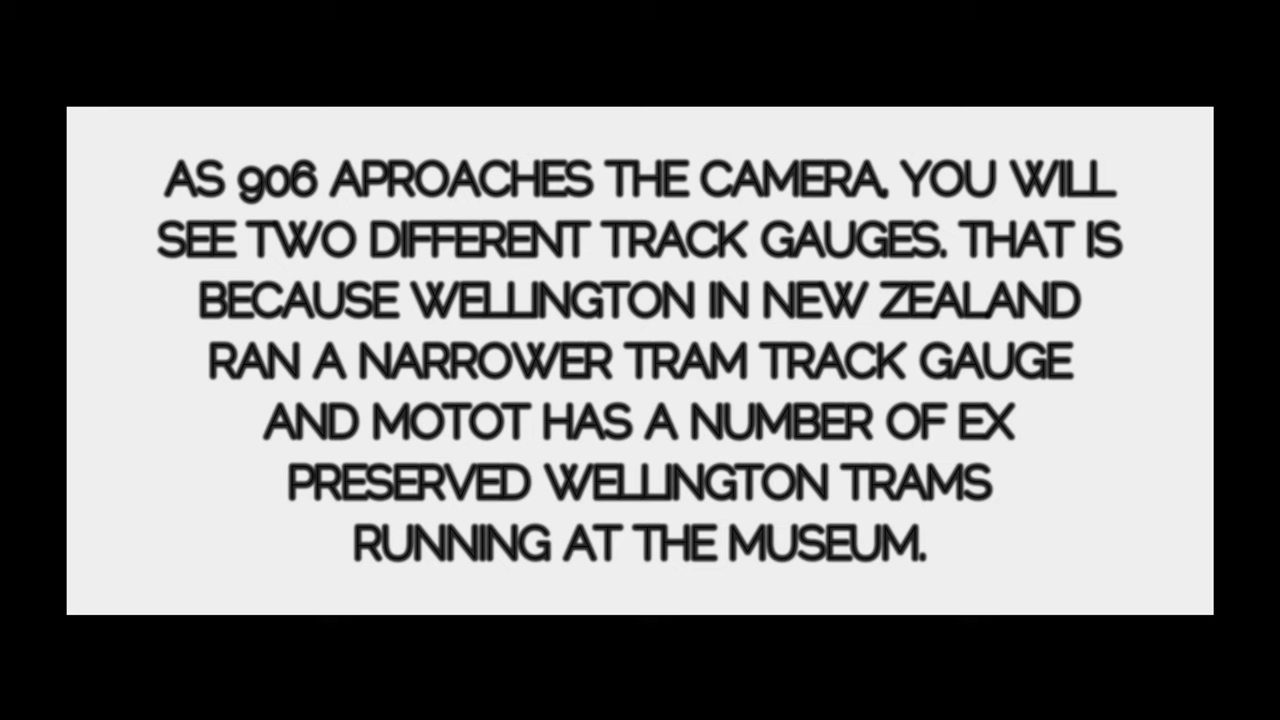 AS 906 APROACHES THE CAMERA, YOU WILL
SEE TWO DIFFERENT TRACK GAUGES. THAT IS
BECAUSE WELLINGTON IN NEW ZEALAND
RAN A NARROWER TRAM TRACK GAUGE
AND MOTOT HAS A NUMBER OF EX
PRESERVED WELLINGTON TRAMS
RUNNING AT THE MUSEUM.